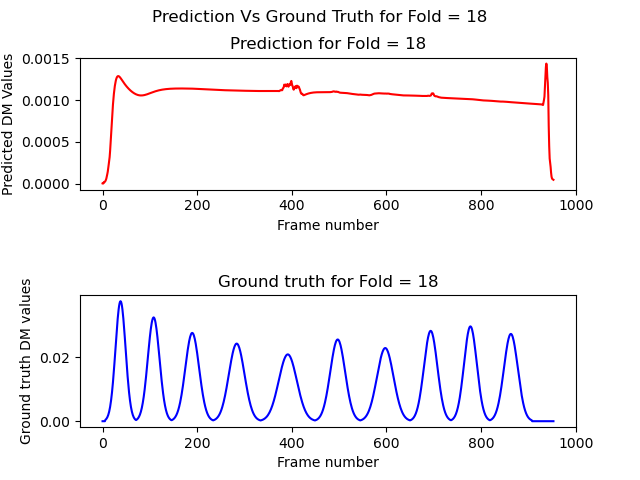 Prediction Vs Ground Truth for Fold = 18
Prediction for Fold = 18
Predicted DM Values
0.0015
0.0010
0.0005
0.0000
0 200 400 600 800 1000
Frame number
Ground truth for Fold = 18
Ground truth DM values
0.02
0.00
0 200 400 600 800 1000
Frame number